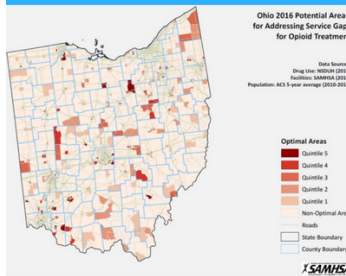 Ohio 2016 Potential Area
for Addressing Service Gap
for Opioid Treatmen
Data Source
Drug Use: NSDUH (201
Facilities: SAMHSA (201
Population: ACS 5-year average (2010-201
Optimal Areas
Quintile 5
Quintile 4
Quintile 3
Quintile 2
Quintile 1
Non-Optimal Are
Roads
State Boundary
County Boundary
SAMHSA